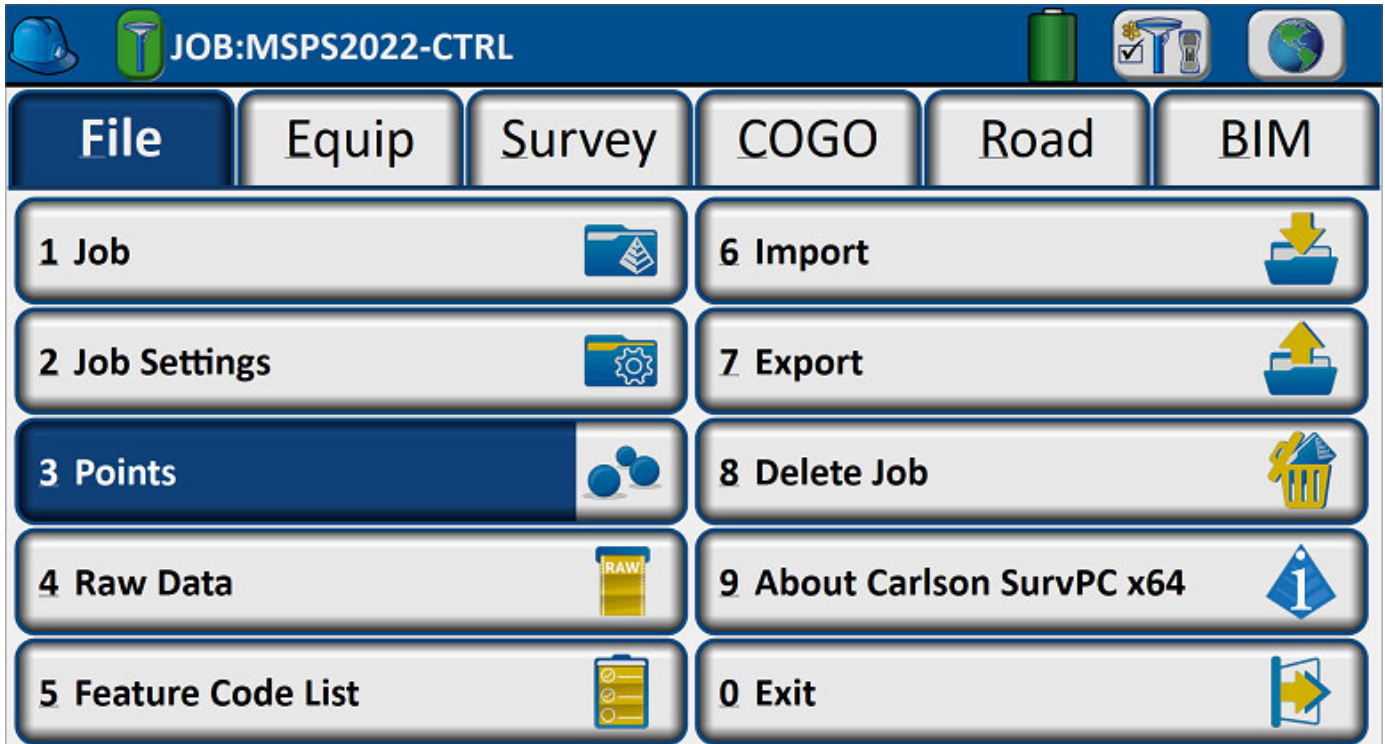 JOB:MSPS2022-CTRL
File Equip Survey COGO Road BIM
1 Job
2 Job Settings
3 Points
4 Raw Data
RAW
5 Feature Code List
6 Import
7 Export
8 Delete Job
9 About Carlson SurvPC x64
0 Exit